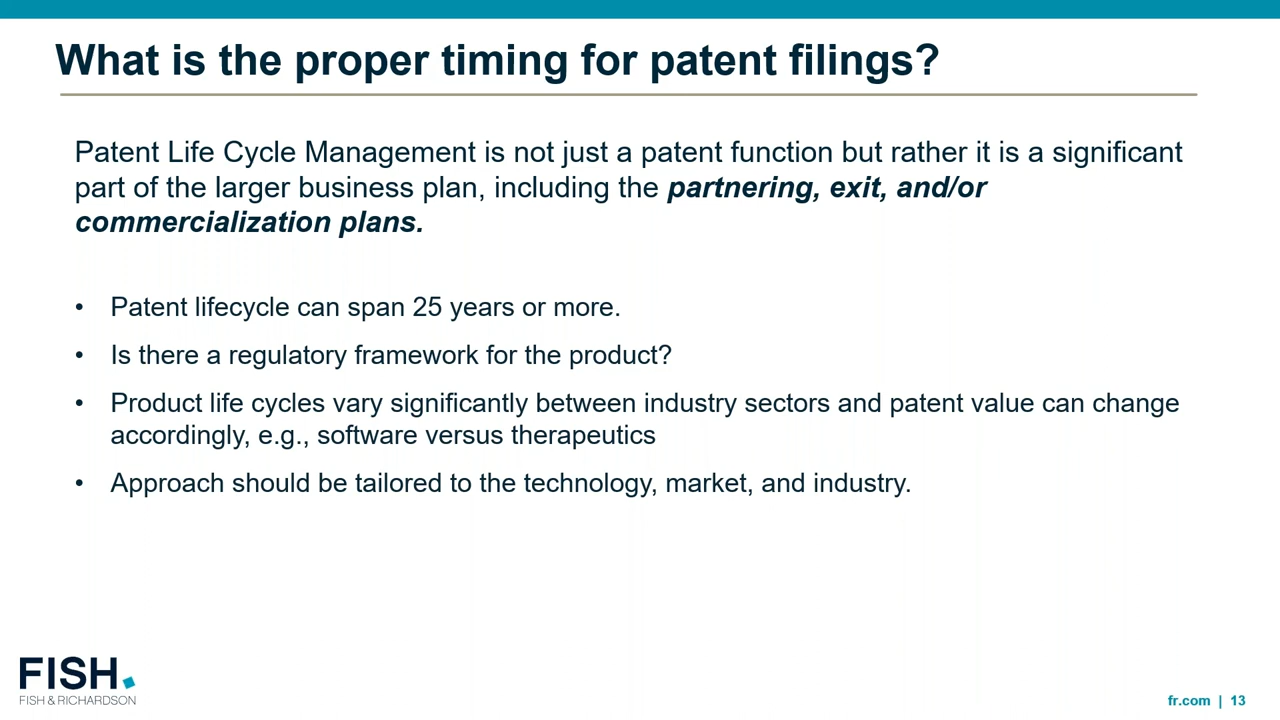 What is the proper timing for patent filings?
Patent Life Cycle Management is not just a patent function but rather it is a significant
part of the larger business plan, including the partnering, exit, and/or
commercialization plans.
• Patent lifecycle can span 25 years or more.
• Is there a regulatory framework for the product?
• Product life cycles vary significantly between industry sectors and patent value can change
accordingly, e.g., software versus therapeutics
• Approach should be tailored to the technology, market, and industry.
FISH.
FISH & RICHARDSON
fr.com | 13